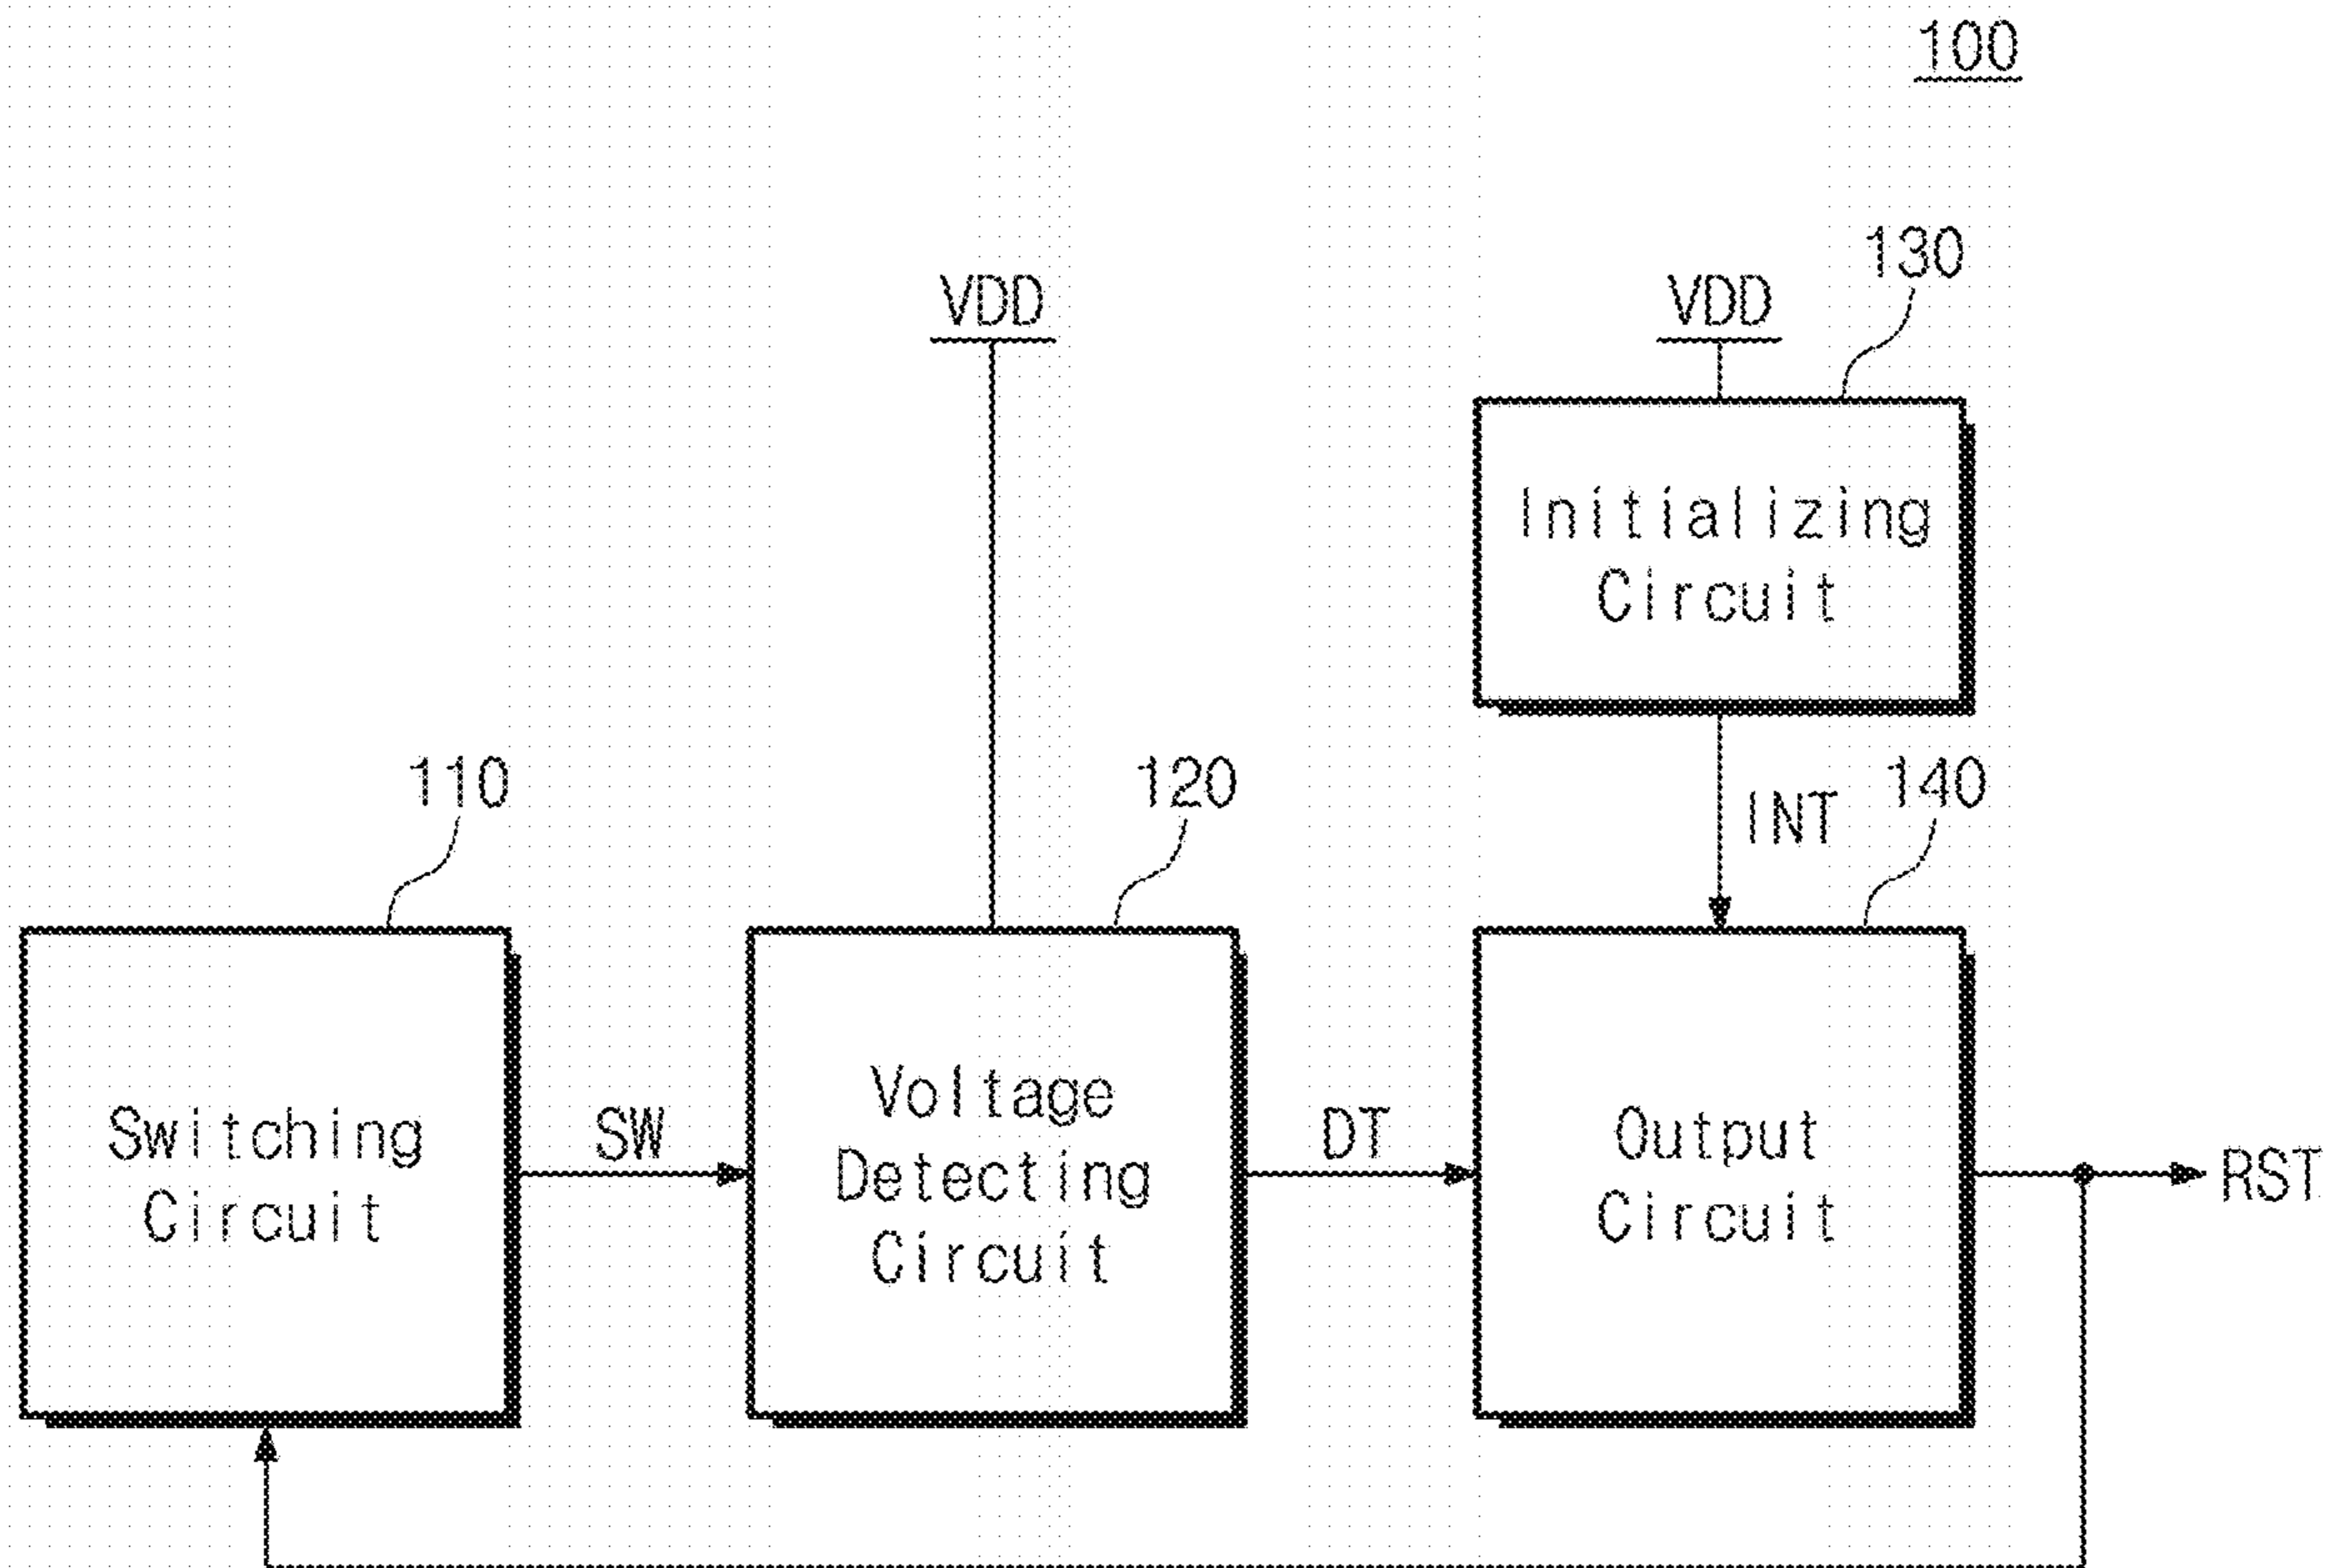 100
130
VDD
VDD
Initializing
Circuit
110
120
INT
140
Switching
Circuit
SW
Voltage
Detecting
Circuit
DT
Output
Circuit
RST